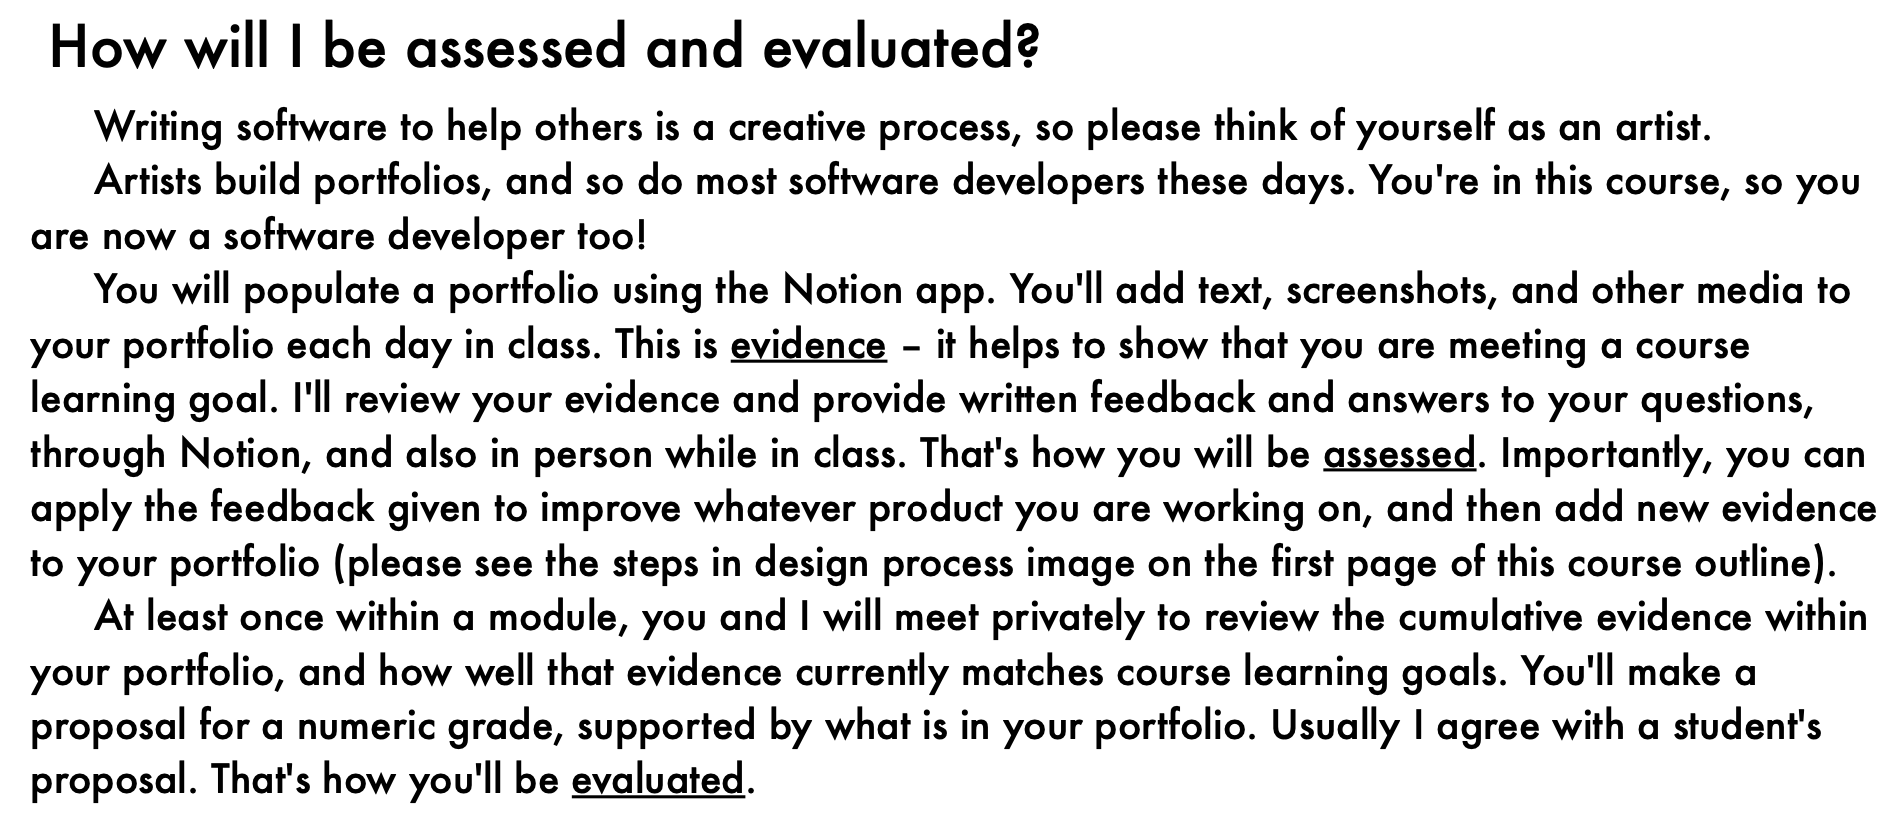 How will I be assessed and evaluated?
Writing software to help others is a creative process, so please think of yourself as an artist.
Artists build portfolios, and so do most software developers these days. You're in this course, so you
are now a software developer too!
You will populate a portfolio using the Notion app. You'll add text, screenshots, and other media to
your portfolio each day in class. This is evidence – it helps to show that you are meeting a course
learning goal. I'll review your evidence and provide written feedback and answers to your questions,
through Notion, and also in person while in class. That's how you will be assessed. Importantly, you can
apply the feedback given to improve whatever product you are working on, and then add new evidence
to your portfolio (please see the steps in design process image on the first page of this course outline).
At least once within a module, you and I will meet privately to review the cumulative evidence within
your portfolio, and how well that evidence currently matches course learning goals. You'll make a
proposal for a numeric grade, supported by what is in your portfolio. Usually I agree with a student's
proposal. That's how you'll be evaluated.